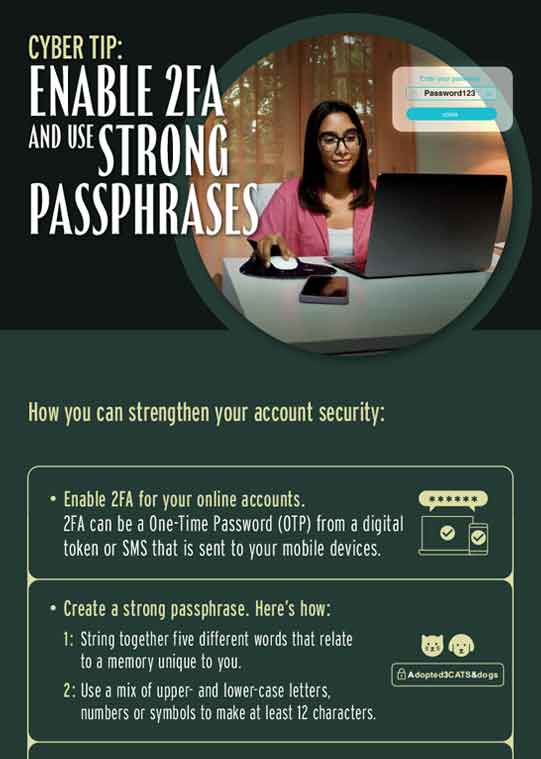 CYBER TIP:
ENABLE 2FA
AND USE STRONG
PASSPHRASES
Enter your password
Password123
LOGIN
How you can strengthen your account security:
• Enable 2FA for your online accounts.
2FA can be a One-Time Password (OTP) from a digital
token or SMS that is sent to your mobile devices.
******
• Create a strong passphrase. Here's how:
1: String together five different words that relate
to a memory unique to you.
2: Use a mix of upper- and lower-case letters,
numbers or symbols to make at least 12 characters.
Adopted3CATS&dogs